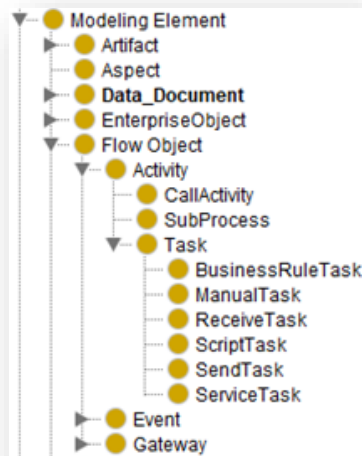 Modeling Element
Artifact
Aspect
Data_Document
EnterpriseObject
Flow Object
Activity
CallActivity
SubProcess
Task
BusinessRuleTask
ManualTask
ReceiveTask
ScriptTask
SendTask
ServiceTask
Event
Gateway